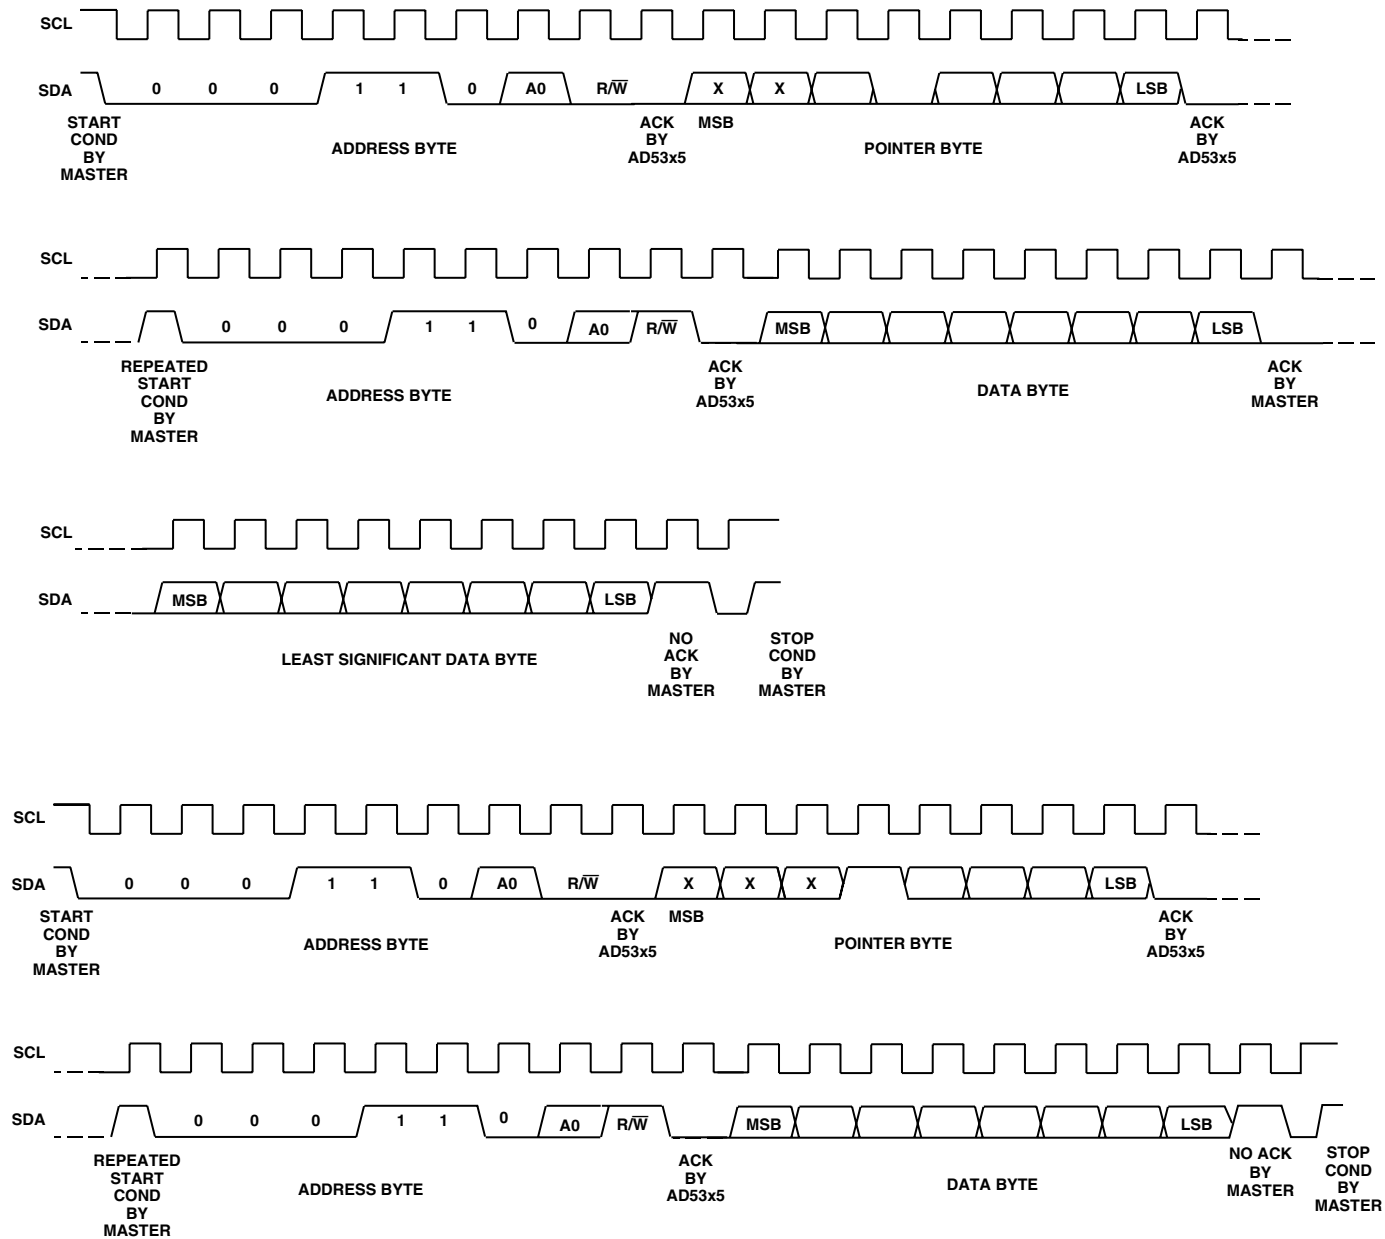 SCL
SDA 0 0 0 1 1 0 A0 R/W̅ X X LSB
START COND BY MASTER
ADDRESS BYTE
ACK BY AD53x5
MSB
POINTER BYTE
ACK BY AD53x5
SCL
SDA 0 0 0 1 1 0 A0 R/W̅ MSB LSB
REPEATED START COND BY MASTER
ADDRESS BYTE
ACK BY AD53x5
DATA BYTE
ACK BY MASTER
SCL
SDA MSB LSB
LEAST SIGNIFICANT DATA BYTE
NO ACK BY MASTER
STOP COND BY MASTER
SCL
SDA 0 0 0 1 1 0 A0 R/W̅ X X X LSB
START COND BY MASTER
ADDRESS BYTE
ACK BY AD53x5
MSB
POINTER BYTE
ACK BY AD53x5
SCL
SDA 0 0 0 1 1 0 A0 R/W̅ MSB LSB
REPEATED START COND BY MASTER
ADDRESS BYTE
ACK BY AD53x5
DATA BYTE
NO ACK BY MASTER
STOP COND BY MASTER